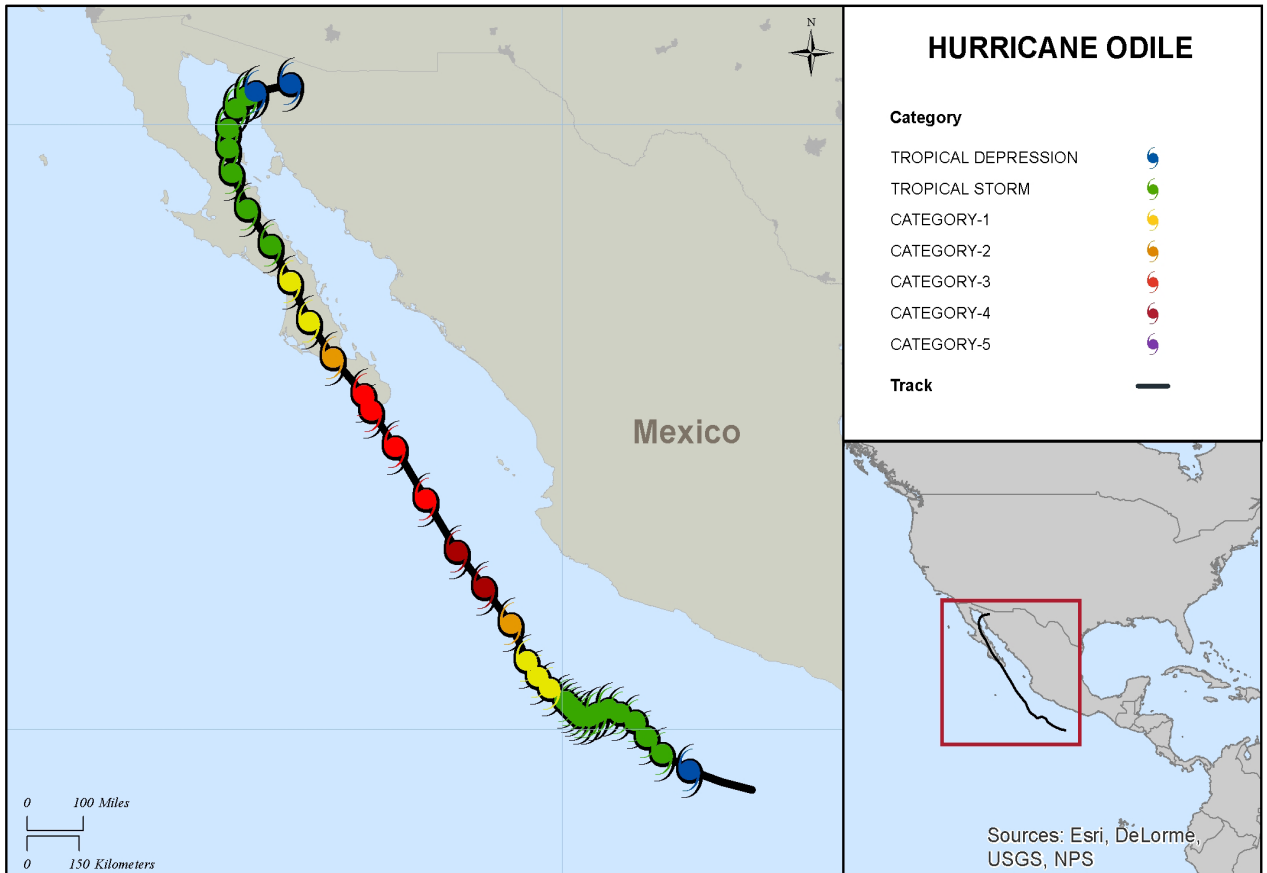 N
Mexico
0 100 Miles
0 150 Kilometers
HURRICANE ODILE
Category
TROPICAL DEPRESSION
TROPICAL STORM
CATEGORY-1
CATEGORY-2
CATEGORY-3
CATEGORY-4
CATEGORY-5
Track
Sources: Esri, DeLorme,
USGS, NPS